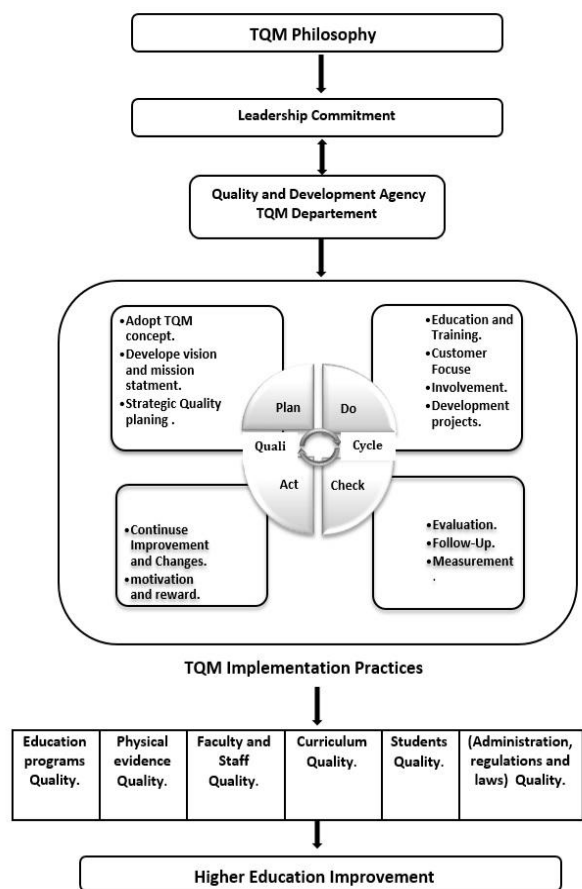 TQM Philosophy
Leadership Commitment
Quality and Development Agency
TQM Departement
•Adopt TQM
concept.
•Develope vision
and mission
statment.
•Strategic Quality
planing .
•Education and
Training.
•Customer
Focuse
•Involvement.
•Development
projects.
Plan
Do
Quali
Cycle
Act
Check
•Continuse
Improvement
and Changes.
•motivation
and reward.
•Evaluation.
•Follow-Up.
•Measurement
.
TQM Implementation Practices
Education
programs
Quality.
Physical
evidence
Quality.
Faculty and
Staff
Quality.
Curriculum
Quality.
Students
Quality.
(Administration,
regulations and
laws) Quality.
Higher Education Improvement